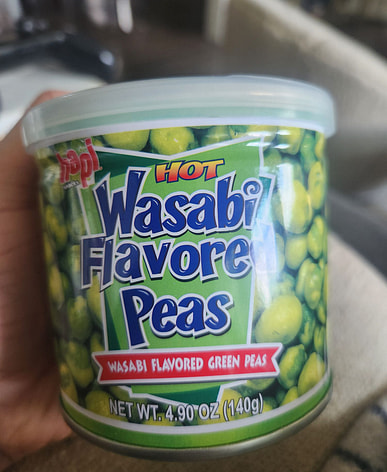 hapi
HOT
Wasabi
Flavored
Peas
WASABI FLAVORED GREEN PEAS
NET WT. 4.90 OZ (140g)